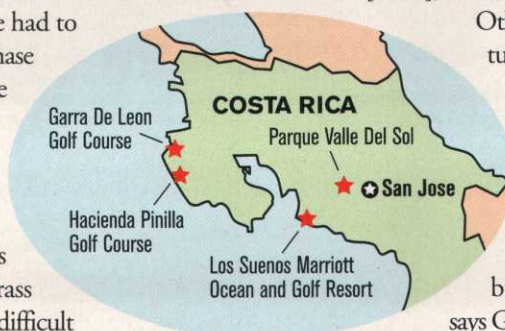 e had to
hase
e
s
rass
difficult
COSTA RICA
Garra De Leon
Golf Course
Parque Valle Del Sol
San Jose
Hacienda Pinilla
Golf Course
Los Suenos Marriott
Ocean and Golf Resort
Ot
tu
b
says G